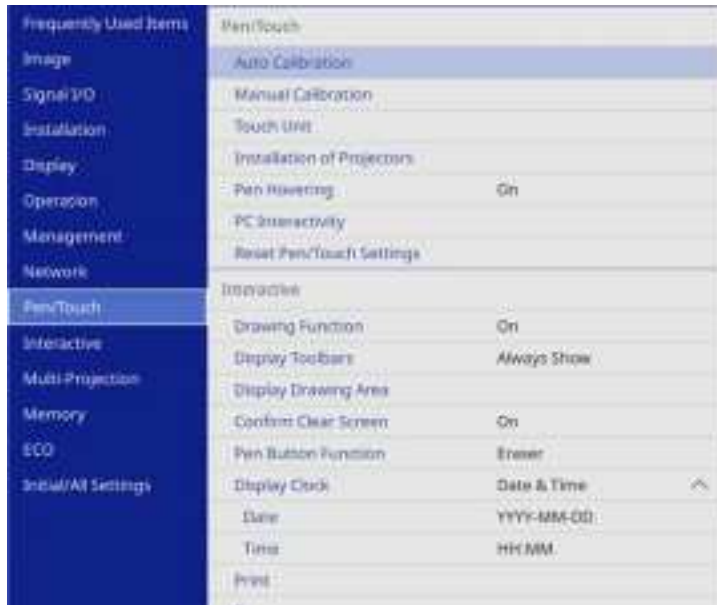 Frequently Used Items
Image
Signal I/O
Installation
Display
Operation
Management
Network
Pen/Touch
Interactive
Multi-Projection
Memory
ECO
Initial/All Settings
Pen/Touch
Auto Calibration
Manual Calibration
Touch Unit
Installation of Projectors
Pen Hovering On
PC Interactivity
Reset Pen/Touch Settings
Interactive
Drawing Function On
Display Toolbars Always Show
Display Drawing Area
Confirm Clear Screen On
Pen Button Function Eraser
Display Clock Date & Time
Date YYYY-MM-DD
Time HH:MM
Print